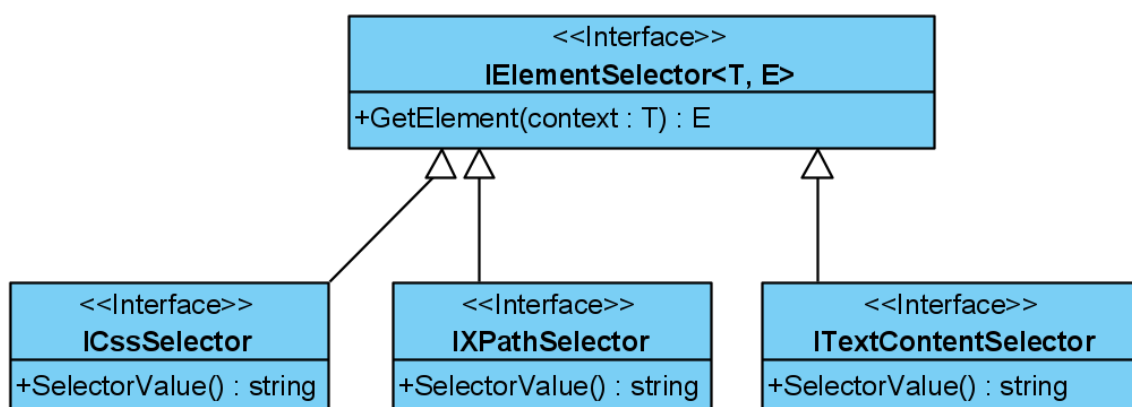 <<Interface>>
IElementSelector<T, E>
+GetElement(context : T) : E
<<Interface>>
ICssSelector
+SelectorValue() : string
<<Interface>>
IXPathSelector
+SelectorValue() : string
<<Interface>>
ITextContentSelector
+SelectorValue() : string